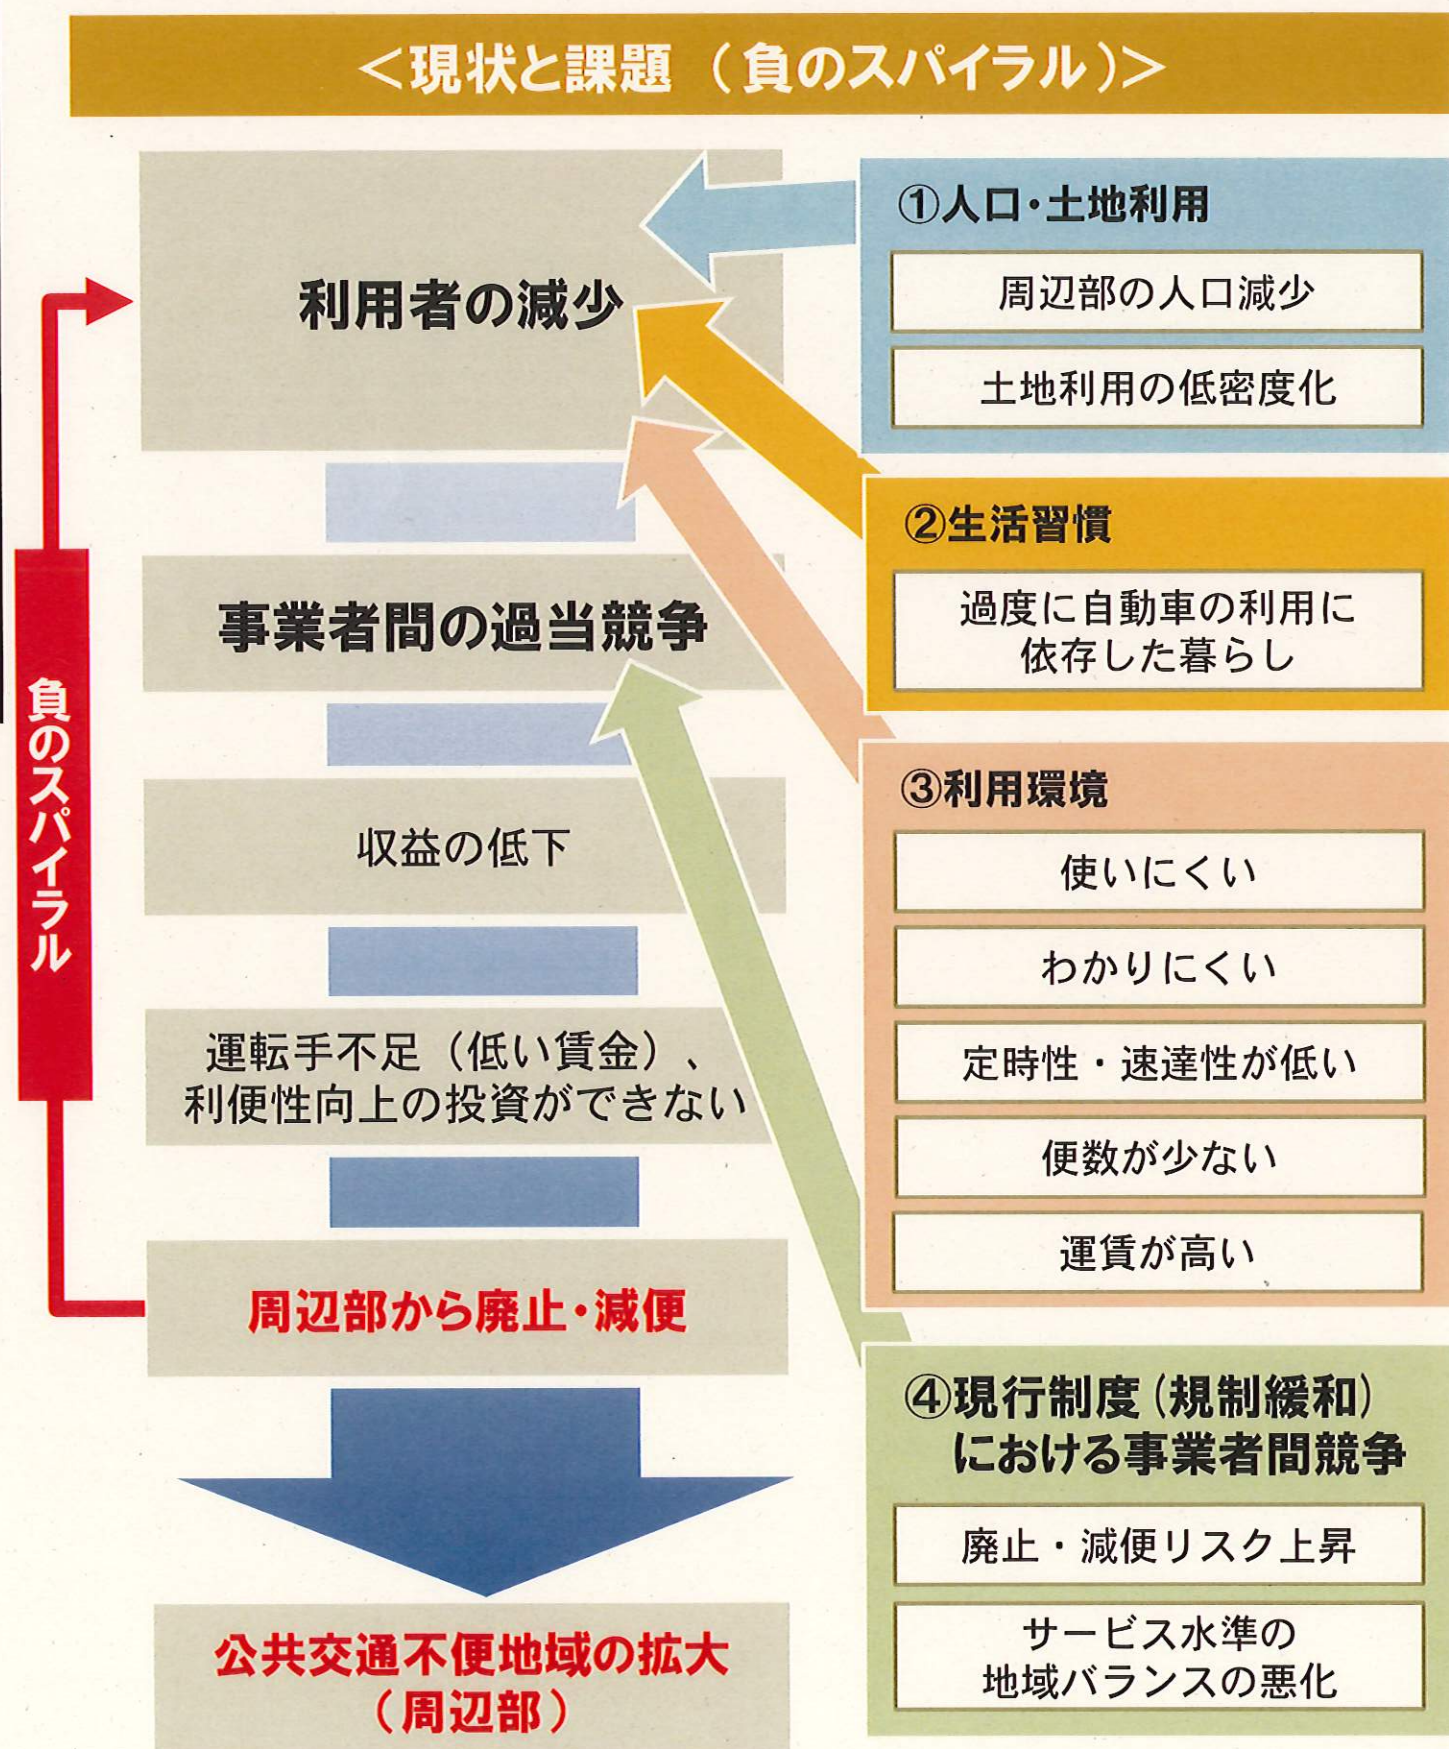 ＜現状と課題（負のスパイラル）＞
利用者の減少
事業者間の過当競争
収益の低下
運転手不足（低い賃金）、
利便性向上の投資ができない
周辺部から廃止・減便
公共交通不便地域の拡大
（周辺部）
負のスパイラル
①人口・土地利用
周辺部の人口減少
土地利用の低密度化
②生活習慣
過度に自動車の利用に
依存した暮らし
③利用環境
使いにくい
わかりにくい
定時性・速達性が低い
便数が少ない
運賃が高い
④現行制度（規制緩和）
における事業者間競争
廃止・減便リスク上昇
サービス水準の
地域バランスの悪化